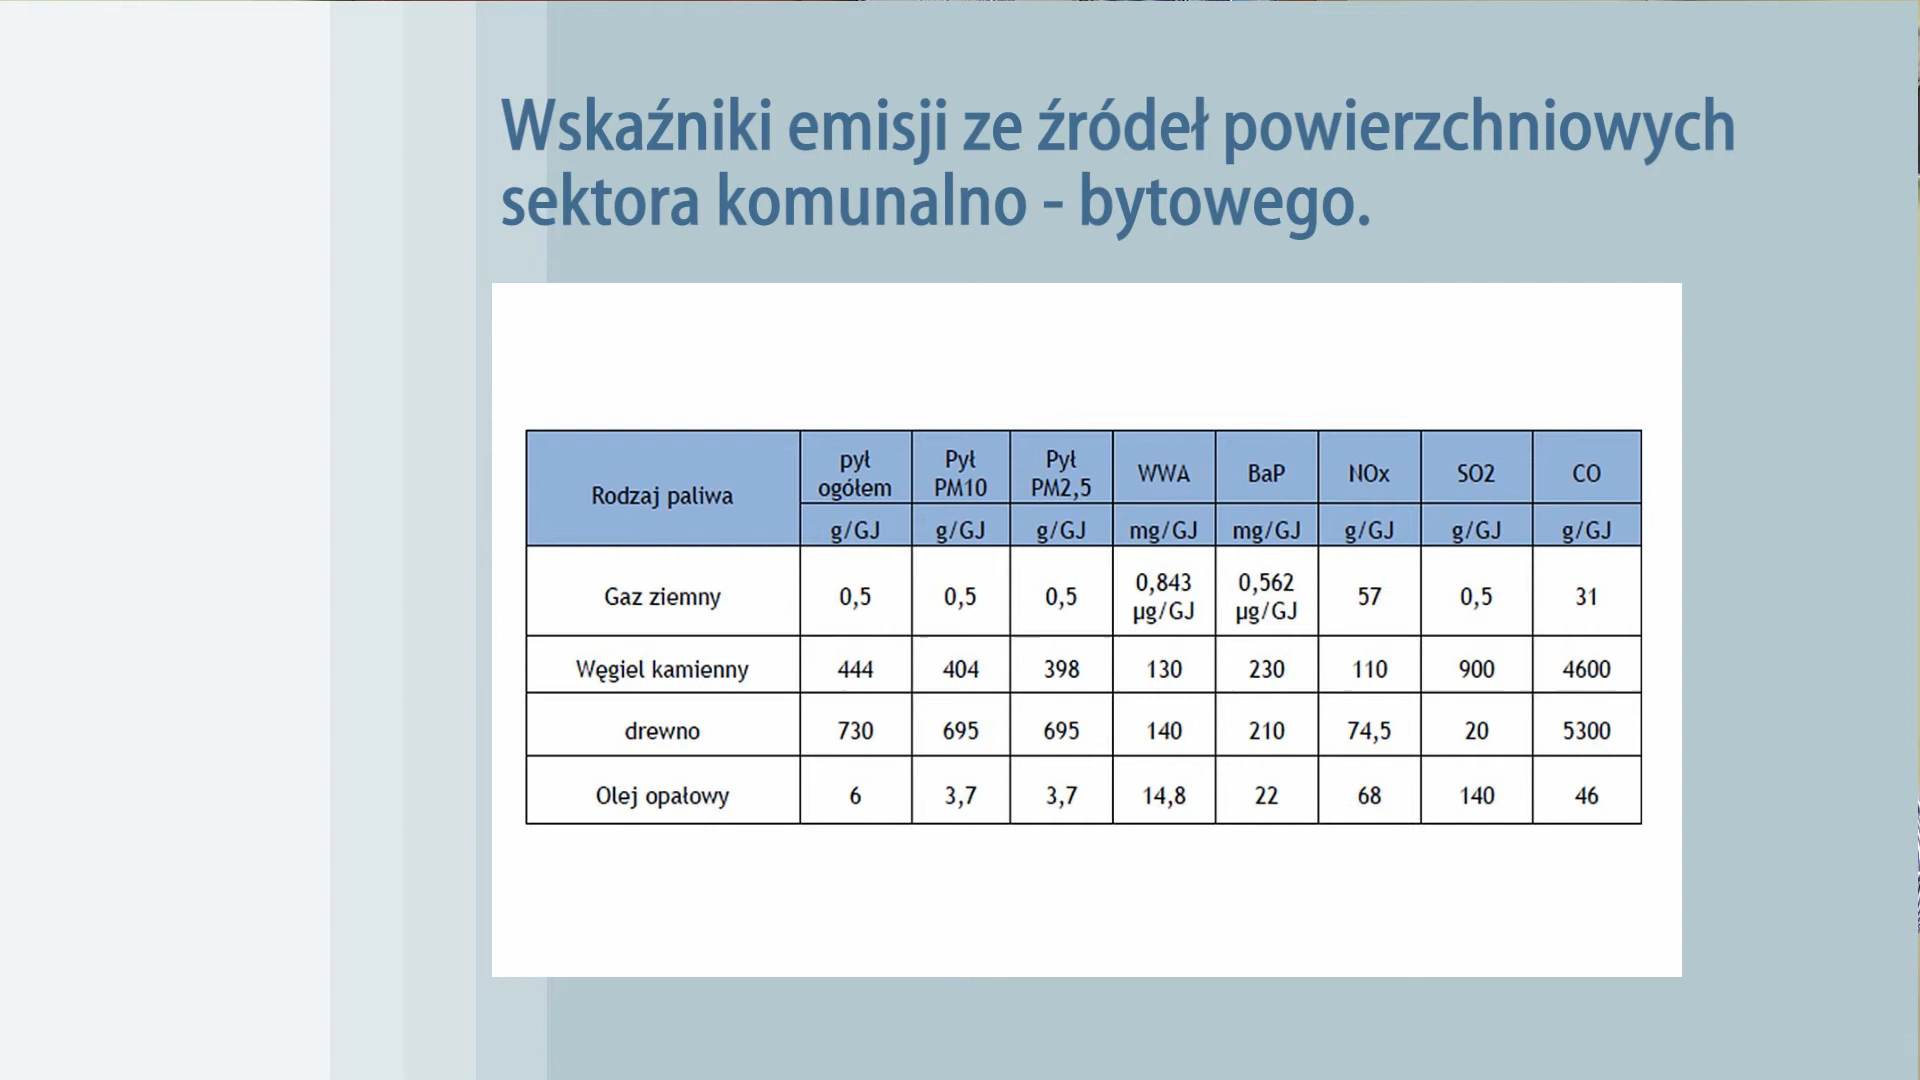 Wskaźniki emisji ze źródeł powierzchniowych
sektora komunalno - bytowego.
Rodzaj paliwa pył ogółem Pył PM10 Pył PM2,5 WWA BaP NOx SO2 CO
g/GJ g/GJ g/GJ mg/GJ mg/GJ g/GJ g/GJ g/GJ
Gaz ziemny 0,5 0,5 0,5 0,843 µg/GJ 0,562 µg/GJ 57 0,5 31
Węgiel kamienny 444 404 398 130 230 110 900 4600
drewno 730 695 695 140 210 74,5 20 5300
Olej opałowy 6 3,7 3,7 14,8 22 68 140 46